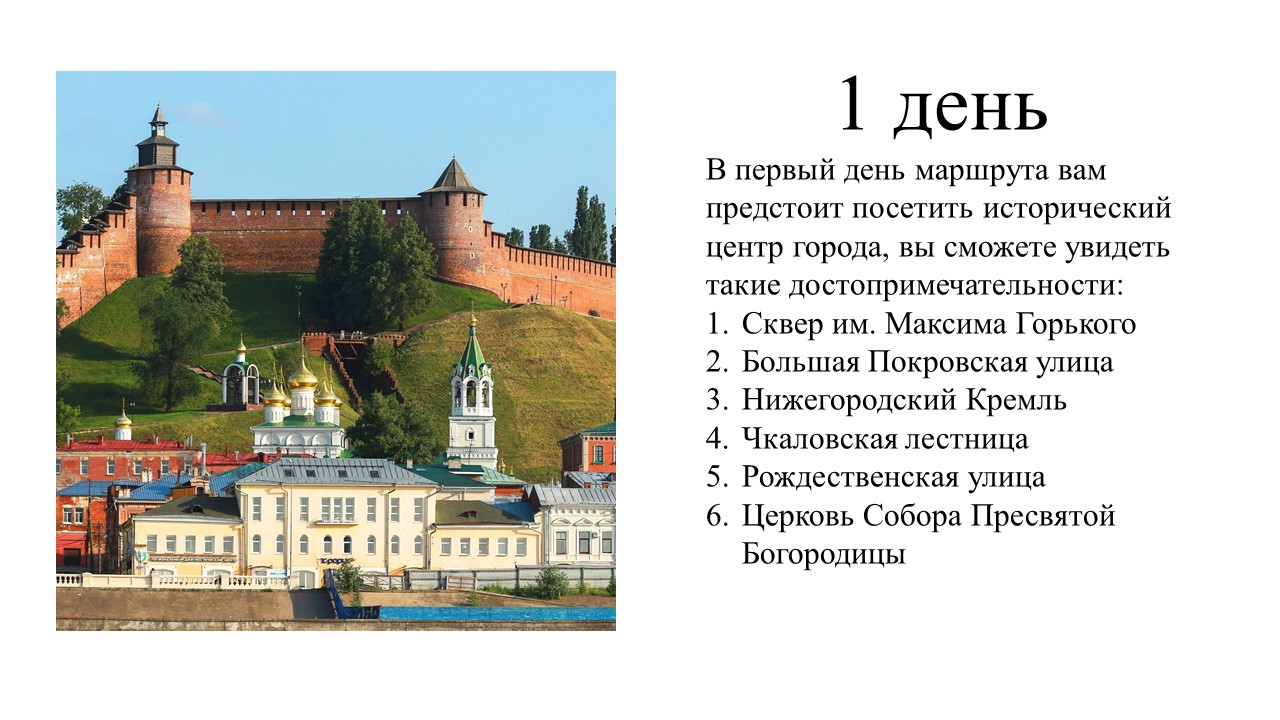 1 день
В первый день маршрута вам
предстоит посетить исторический
центр города, вы сможете увидеть
такие достопримечательности:
1. Сквер им. Максима Горького
2. Большая Покровская улица
3. Нижегородский Кремль
4. Чкаловская лестница
5. Рождественская улица
6. Церковь Собора Пресвятой
Богородицы